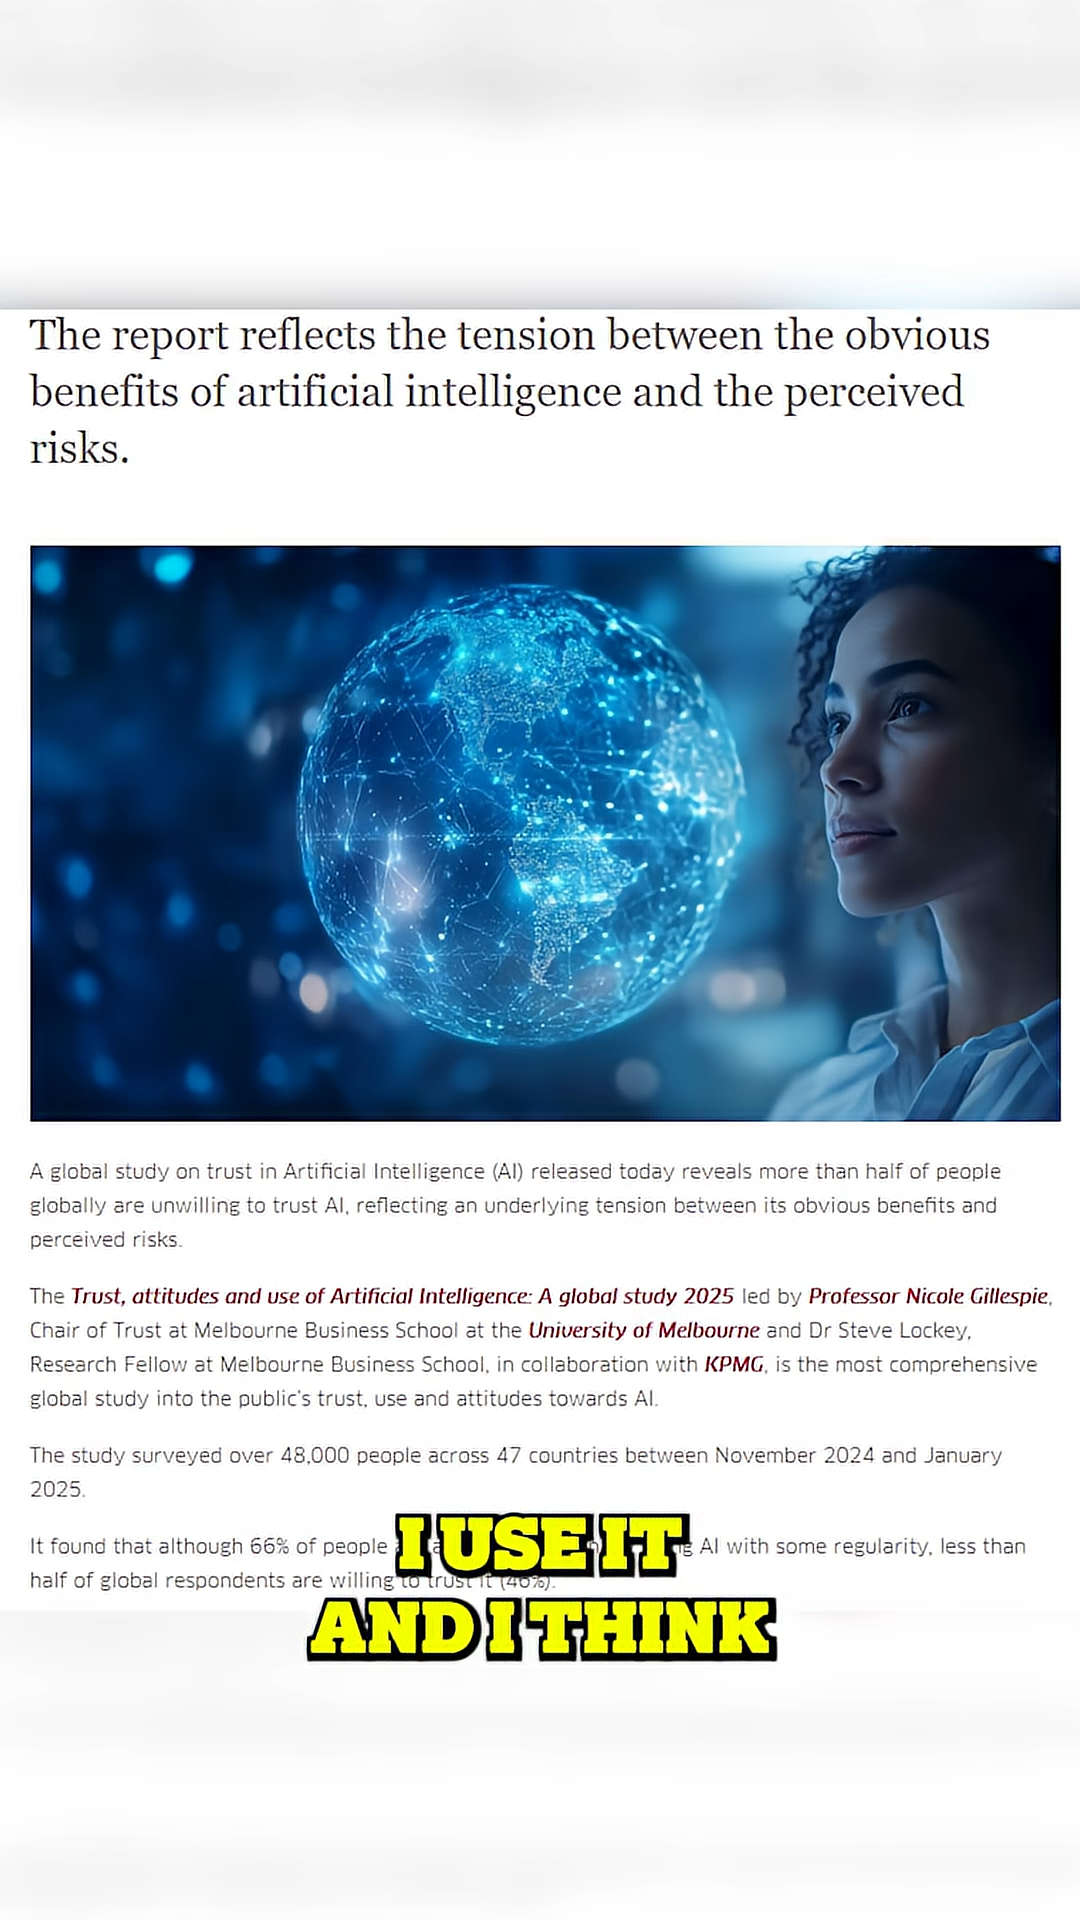 The report reflects the tension between the obvious
benefits of artificial intelligence and the perceived
risks.
A global study on trust in Artificial Intelligence (AI) released today reveals more than half of people
globally are unwilling to trust AI, reflecting an underlying tension between its obvious benefits and
perceived risks.
The Trust, attitudes and use of Artificial Intelligence: A global study 2025 led by Professor Nicole Gillespie,
Chair of Trust at Melbourne Business School at the University of Melbourne and Dr Steve Lockey,
Research Fellow at Melbourne Business School, in collaboration with KPMG, is the most comprehensive
global study into the public's trust, use and attitudes towards AI.
The study surveyed over 48,000 people across 47 countries between November 2024 and January
2025.
It found that although 66% of people AI with some regularity, less than
half of global respondents are willing to trust it (46%).
I USE IT
AND I THINK